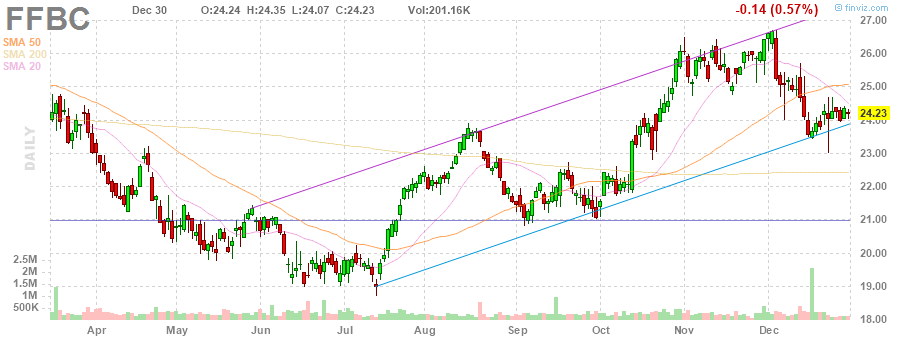 FFBC Dec 30 O:24.24 H:24.35 L:24.07 C:24.23 Vol:201.16K -0.14 (0.57%) © finviz.com
SMA 50
SMA 200
SMA 20
DAILY
27.00
26.00
25.00
24.23
24.00
23.00
22.00
21.00
20.00
19.00
18.00
2.5M
2M
1.5M
1M
500K
Apr May Jun Jul Aug Sep Oct Nov Dec